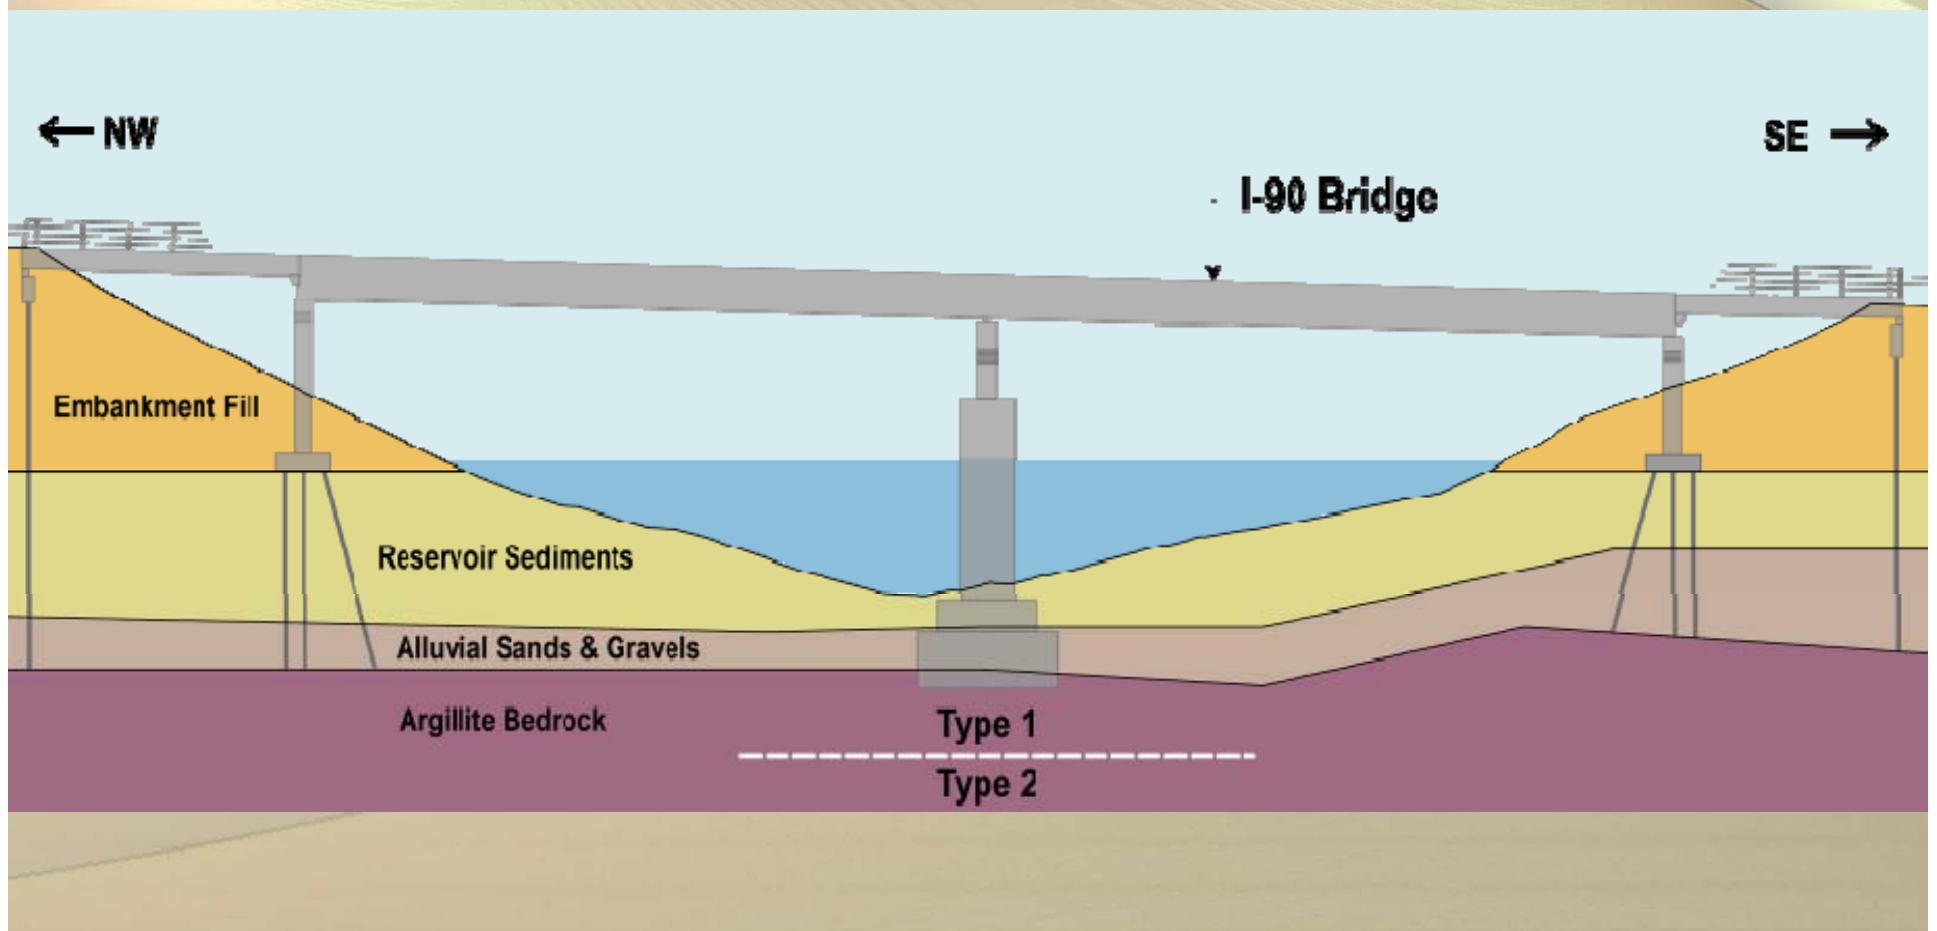 NW
SE
I-90 Bridge
Embankment Fill
Reservoir Sediments
Alluvial Sands & Gravels
Argillite Bedrock
Type 1
Type 2